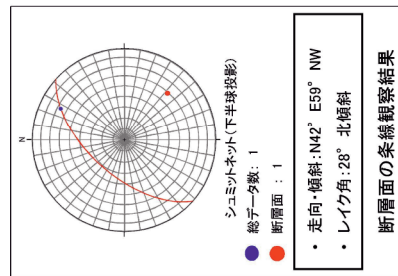 断層面の条線観察結果
・ 走向・傾斜:N42° E59° NW
・ レイク角:28° 北傾斜
N
シュミットネット(下半球投影)
総データ数: 1
断層面 : 1